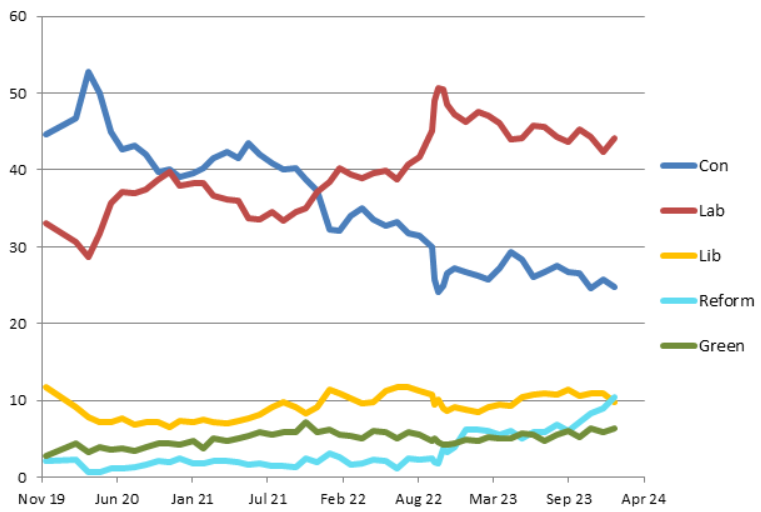 60
50
40
30
20
10
0
Nov 19 Jun 20 Jan 21 Jul 21 Feb 22 Aug 22 Mar 23 Sep 23 Apr 24
Con
Lab
Lib
Reform
Green